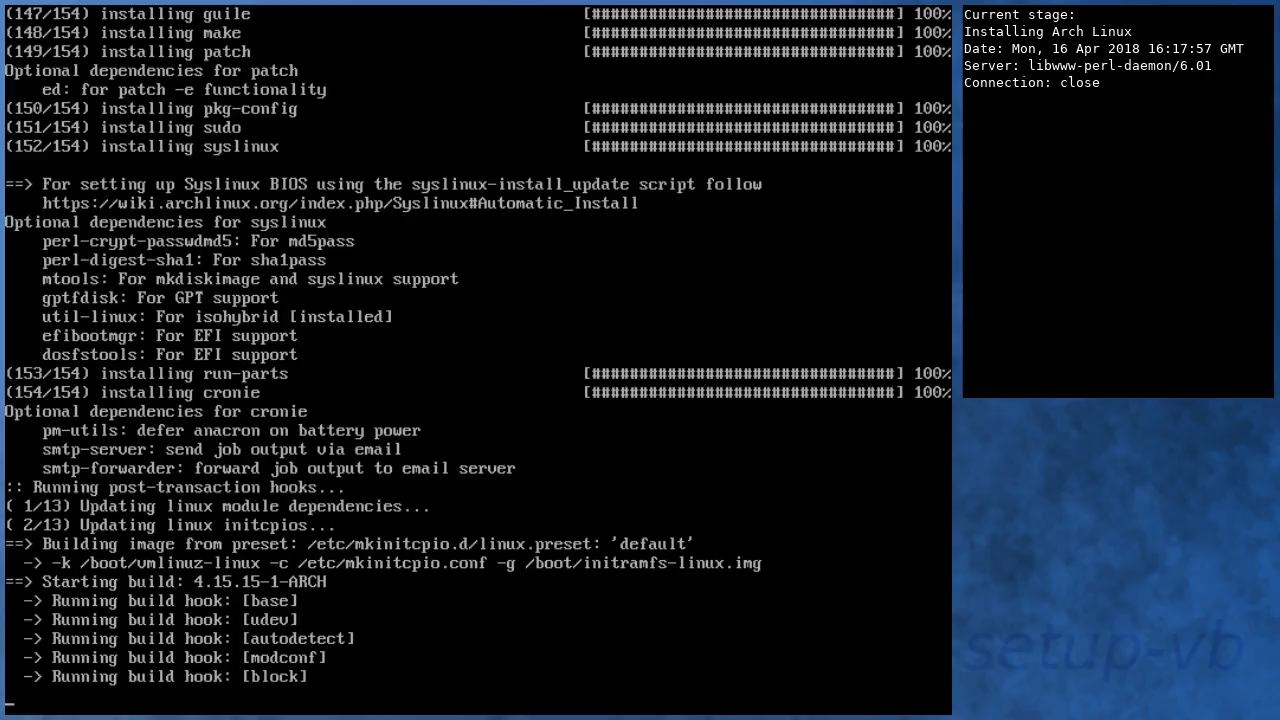 (147/154) installing guile [################################] 100%
(148/154) installing make [################################] 100%
(149/154) installing patch [################################] 100%
Optional dependencies for patch
ed: for patch -e functionality
(150/154) installing pkg-config [################################] 100%
(151/154) installing sudo [################################] 100%
(152/154) installing syslinux [################################] 100%
==> For setting up Syslinux BIOS using the syslinux-install_update script follow
https://wiki.archlinux.org/index.php/Syslinux#Automatic_Install
Optional dependencies for syslinux
perl-crypt-passwdmd5: For md5pass
perl-digest-sha1: For sha1pass
mtools: For mkdiskimage and syslinux support
gptfdisk: For GPT support
util-linux: For isohybrid [installed]
efibootmgr: For EFI support
dosfstools: For EFI support
(153/154) installing run-parts [################################] 100%
(154/154) installing cronie [################################] 100%
Optional dependencies for cronie
pm-utils: defer anacron on battery power
smtp-server: send job output via email
smtp-forwarder: forward job output to email server
:: Running post-transaction hooks...
( 1/13) Updating linux module dependencies...
( 2/13) Updating linux initcpios...
==> Building image from preset: /etc/mkinitcpio.d/linux.preset: 'default'
-> -k /boot/vmlinuz-linux -c /etc/mkinitcpio.conf -g /boot/initramfs-linux.img
==> Starting build: 4.15.15-1-ARCH
-> Running build hook: [base]
-> Running build hook: [udev]
-> Running build hook: [autodetect]
-> Running build hook: [modconf]
-> Running build hook: [block]
_
Current stage:
Installing Arch Linux
Date: Mon, 16 Apr 2018 16:17:57 GMT
Server: libwww-perl-daemon/6.01
Connection: close
setup-vb